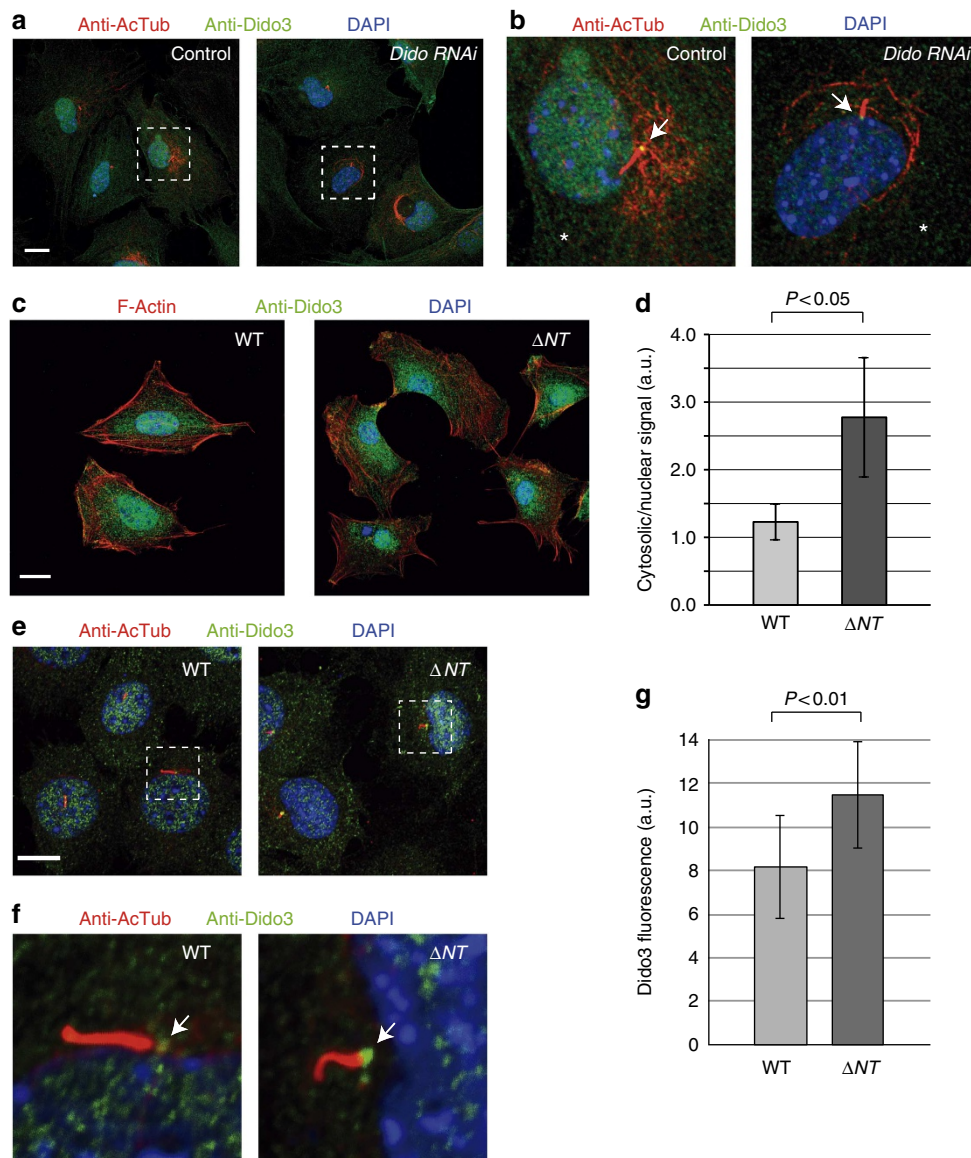 a
Anti-AcTub Anti-Dido3 DAPI
Control
Dido RNAi
b
Anti-AcTub Anti-Dido3 DAPI
Control
Dido RNAi
*
*
c
F-Actin Anti-Dido3 DAPI
WT
ΔNT
d
P<0.05
4.0
3.0
2.0
1.0
0.0
Cytosolic/nuclear signal (a.u.)
WT
ΔNT
e
Anti-AcTub Anti-Dido3 DAPI
WT
ΔNT
f
Anti-AcTub Anti-Dido3 DAPI
WT
ΔNT
g
P<0.01
14
12
10
8
6
4
2
0
Dido3 fluorescence (a.u.)
WT
ΔNT